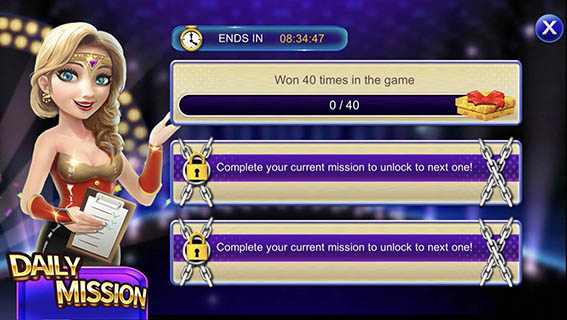 ENDS IN 08:34:47
X
Won 40 times in the game
0 / 40
Complete your current mission to unlock to next one!
Complete your current mission to unlock to next one!
DAILY
MISSION